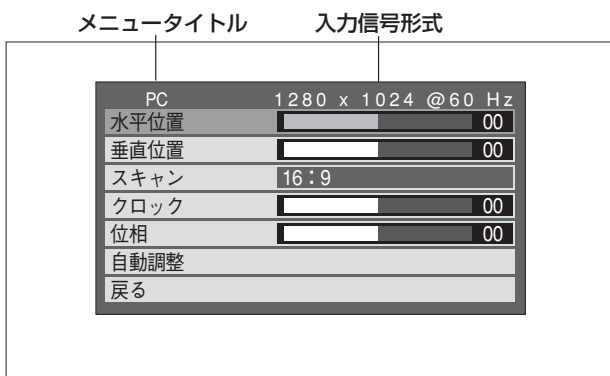 メニュータイトル 入力信号形式
PC 1280 x 1024 @60 Hz
水平位置 00
垂直位置 00
スキャン 16：9
クロック 00
位相 00
自動調整
戻る